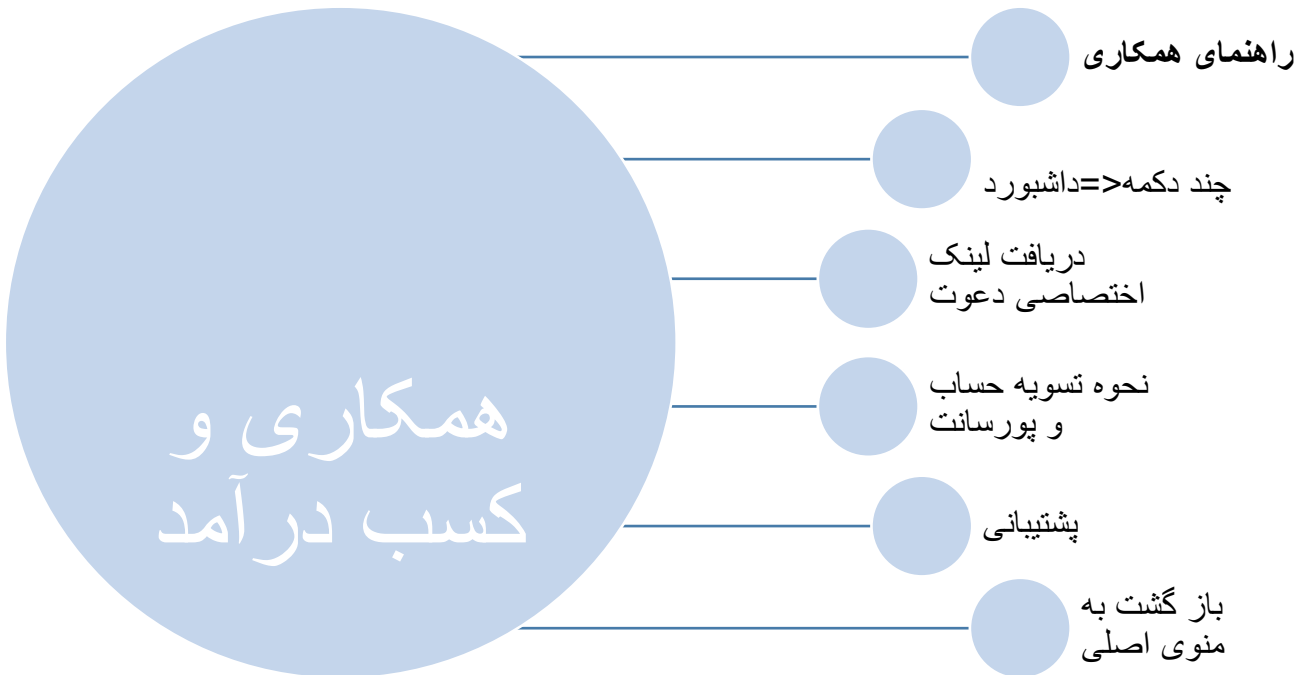 همکاری و
کسب درآمد
راهنمای همکاری
چند دکمه<=داشبورد
دریافت لینک
اختصاصی دعوت
نحوه تسویه حساب
و پورسانت
پشتیبانی
باز گشت به
منوی اصلی